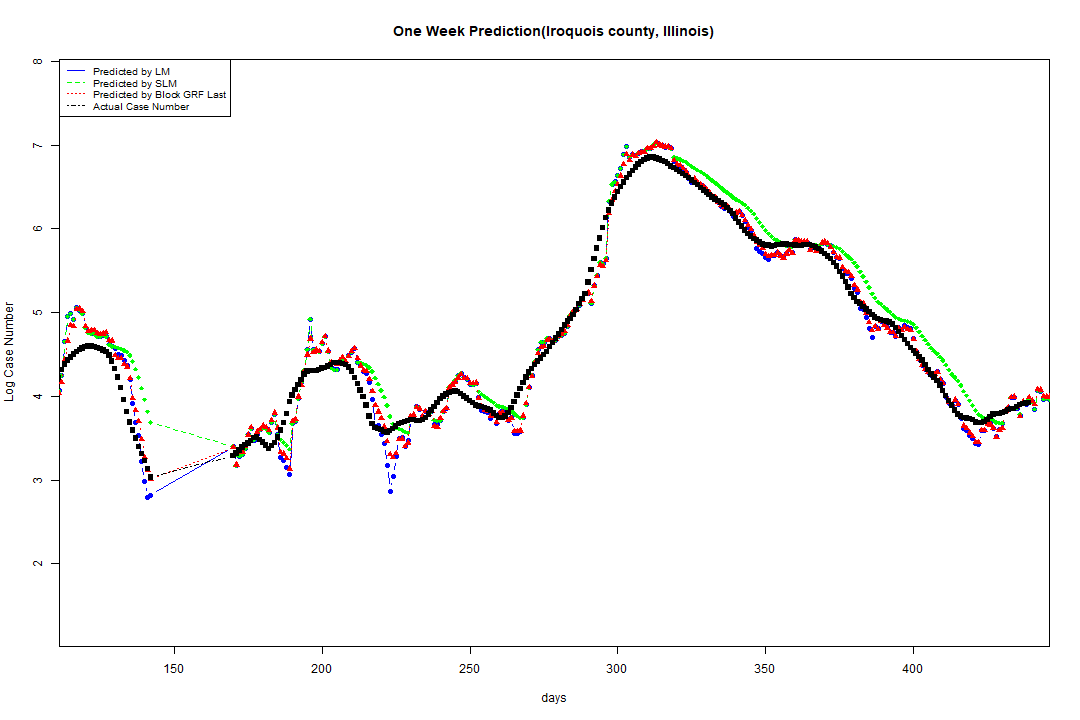 One Week Prediction(Iroquois county, Illinois)
Predicted by LM
Predicted by SLM
Predicted by Block GRF Last
Actual Case Number
Log Case Number
8
7
6
5
4
3
2
150 200 250 300 350 400
days